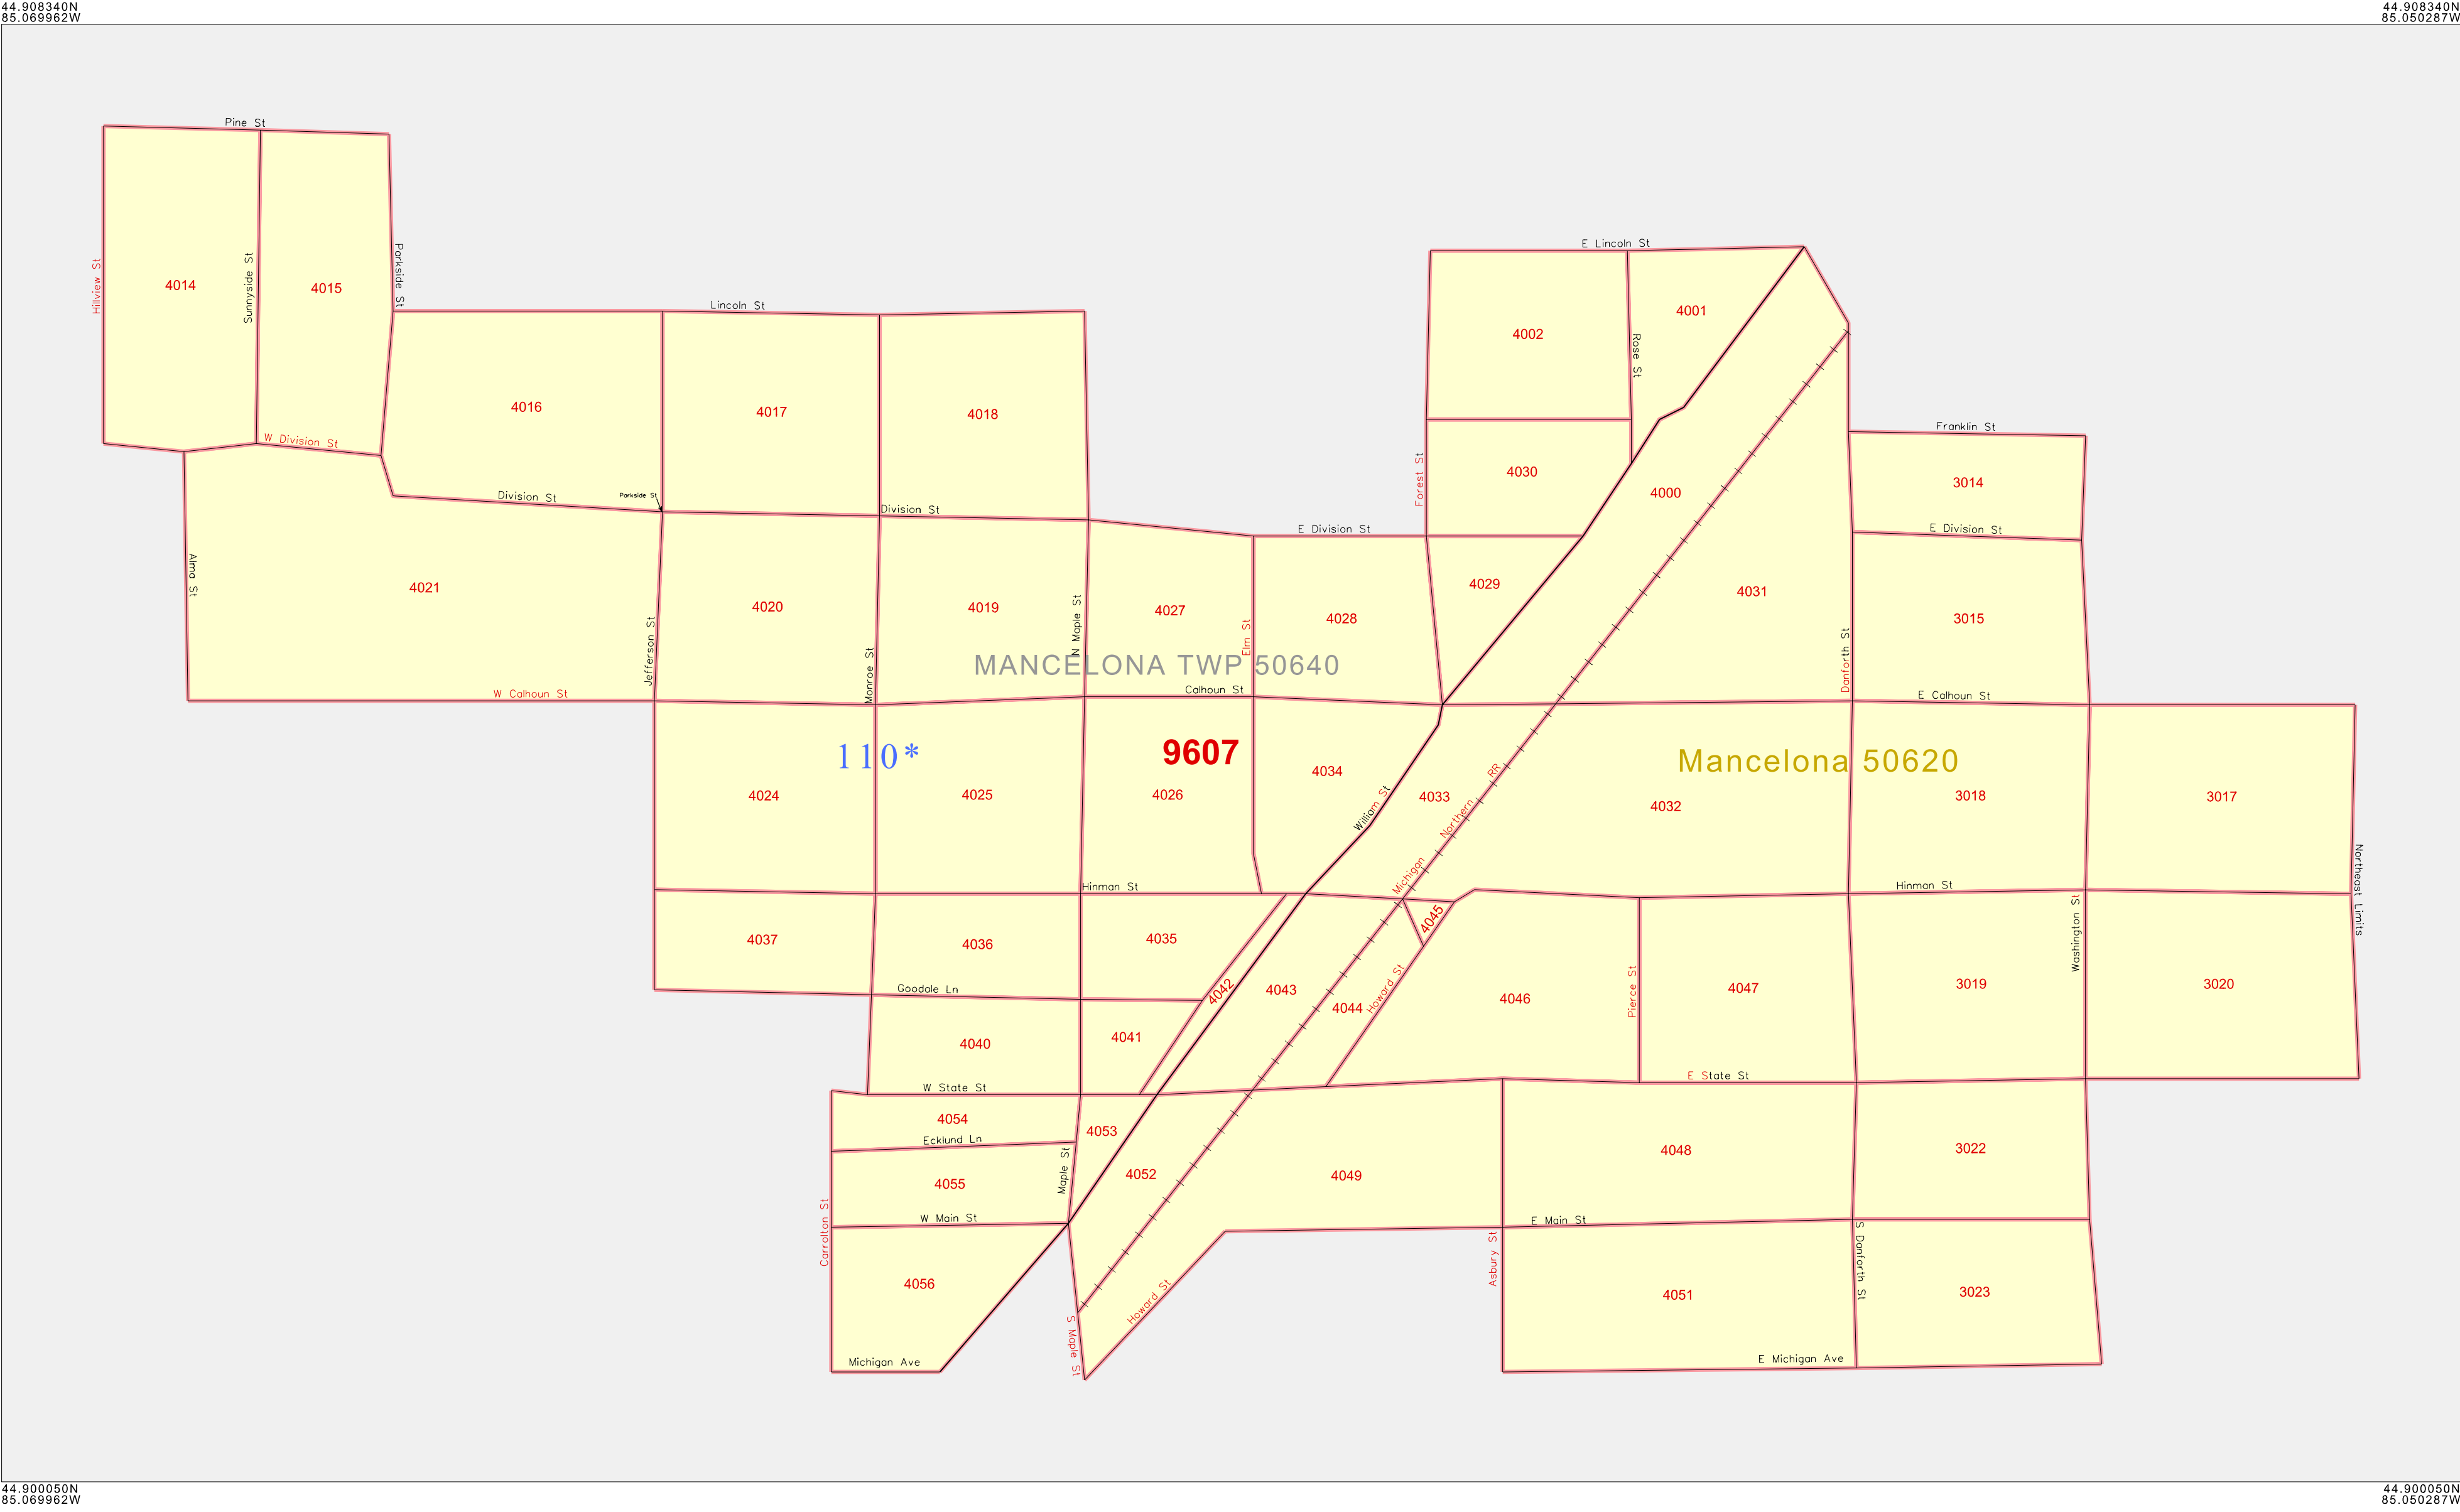 44.908340N
85.069962W
44.908340N
85.050287W
Pine St
Hillview St
Sunnyside St
Parkside St
4014
4015
E Lincoln St
4001
4002
Rose St
Lincoln St
4016
4017
4018
Franklin St
W Division St
Forest St
4030
4000
3014
Division St
Parkside St
Division St
E Division St
E Division St
Alma St
4021
Jefferson St
4020
Monroe St
4019
N Maple St
4027
Elm St
4028
4029
4031
Danforth St
3015
MANCELONA TWP 50640
W Calhoun St
Calhoun St
E Calhoun St
110*
9607
Mancelona 50620
4024
4025
4026
4034
William St
4033
Michigan Northern RR
4032
3018
3017
Northeast Limits
Hinman St
Hinman St
4037
4036
4035
4045
Washington St
Goodale Ln
4042
4043
4044
Howard St
4046
Pierce St
4047
3019
3020
4040
4041
W State St
E State St
4054
4053
Ecklund Ln
Maple St
4055
4052
4049
4048
3022
W Main St
E Main St
Carrolton St
4056
Howard St
Asbury St
4051
S Danforth St
3023
Michigan Ave
S Maple St
E Michigan Ave
44.900050N
85.069962W
44.900050N
85.050287W